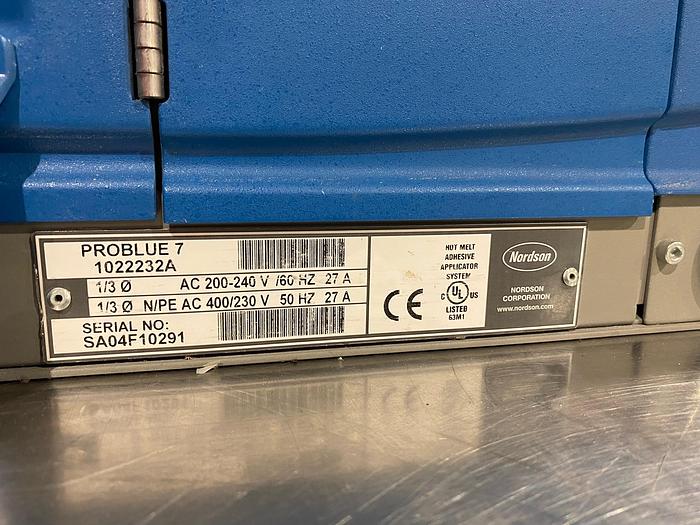 PROBLUE 7
1022232A
1/3 Ø AC 200-240 V /60 HZ 27 A
1/3 Ø N/PE AC 400/230 V 50 HZ 27 A
SERIAL NO:
SA04F10291
HOT MELT
ADHESIVE
APPLICATOR
SYSTEM
CE
C UL US
LISTED
63M1
Nordson
NORDSON
CORPORATION
www.nordson.com